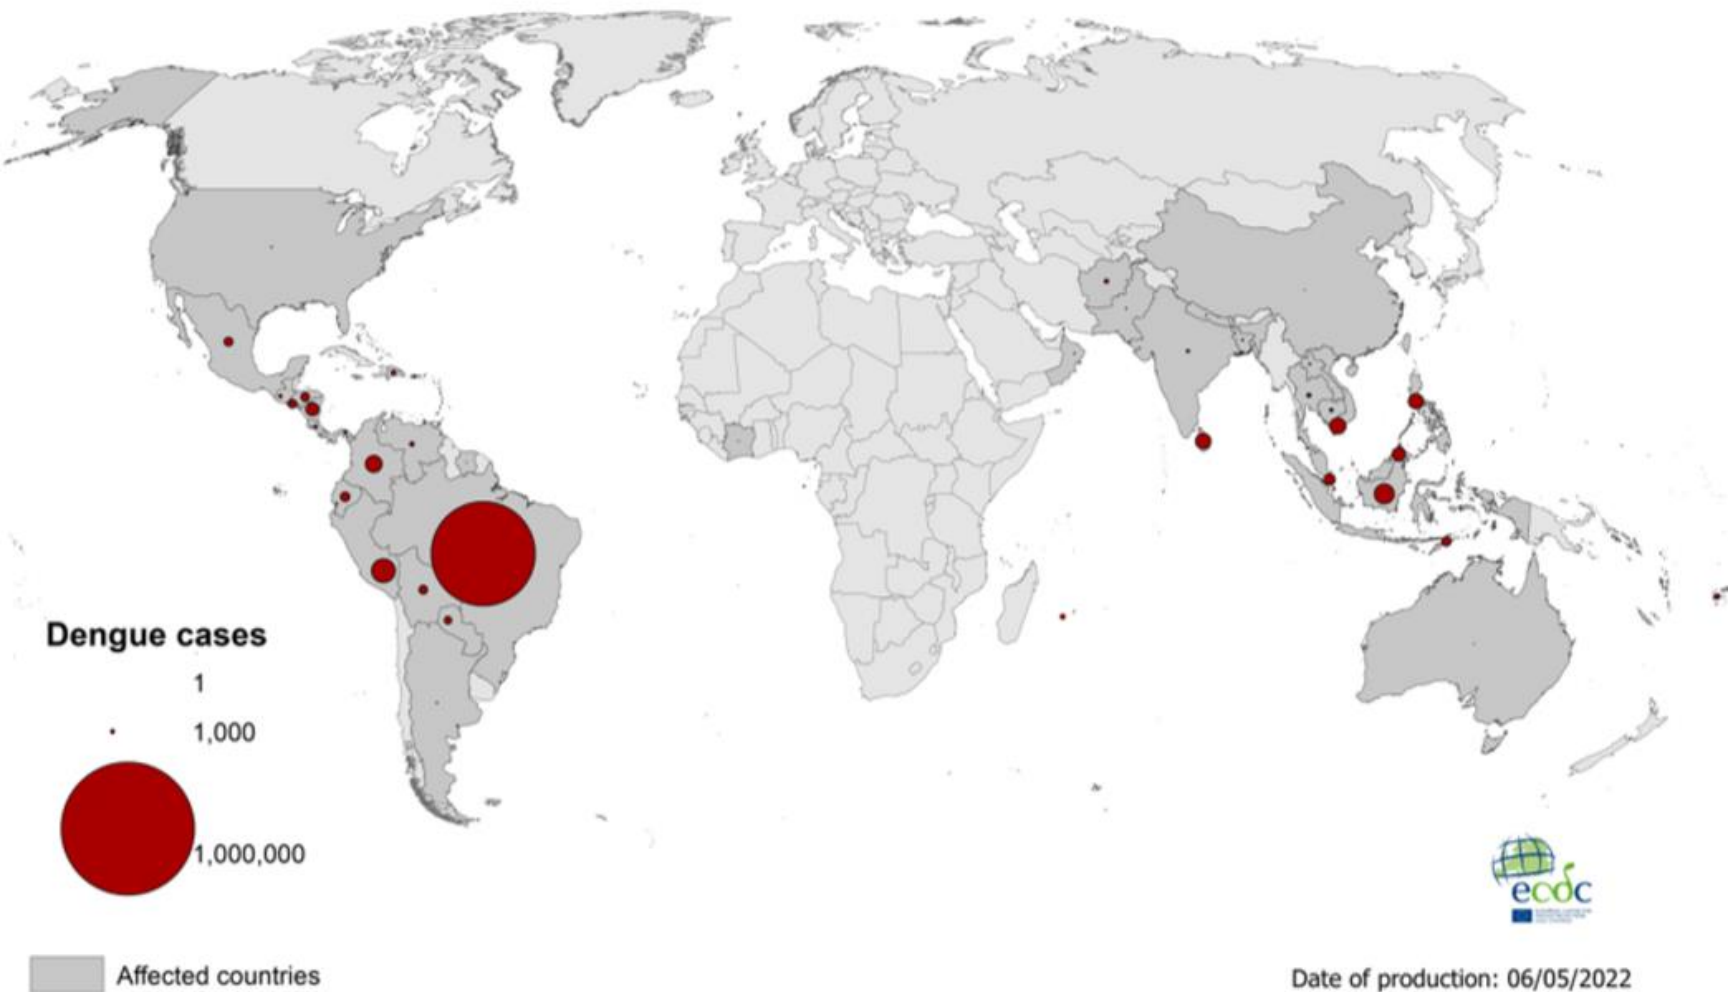 Dengue cases
1
1,000
1,000,000
Affected countries
ecdc
Date of production: 06/05/2022